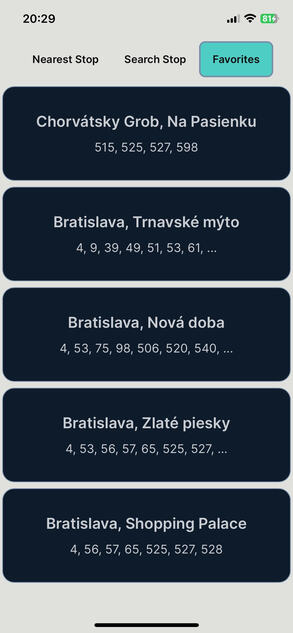 20:29
81
Nearest Stop Search Stop Favorites
Chorvátsky Grob, Na Pasienku
515, 525, 527, 598
Bratislava, Trnavské mýto
4, 9, 39, 49, 51, 53, 61, ...
Bratislava, Nová doba
4, 53, 75, 98, 506, 520, 540, ...
Bratislava, Zlaté piesky
4, 53, 56, 57, 65, 525, 527, ...
Bratislava, Shopping Palace
4, 56, 57, 65, 525, 527, 528